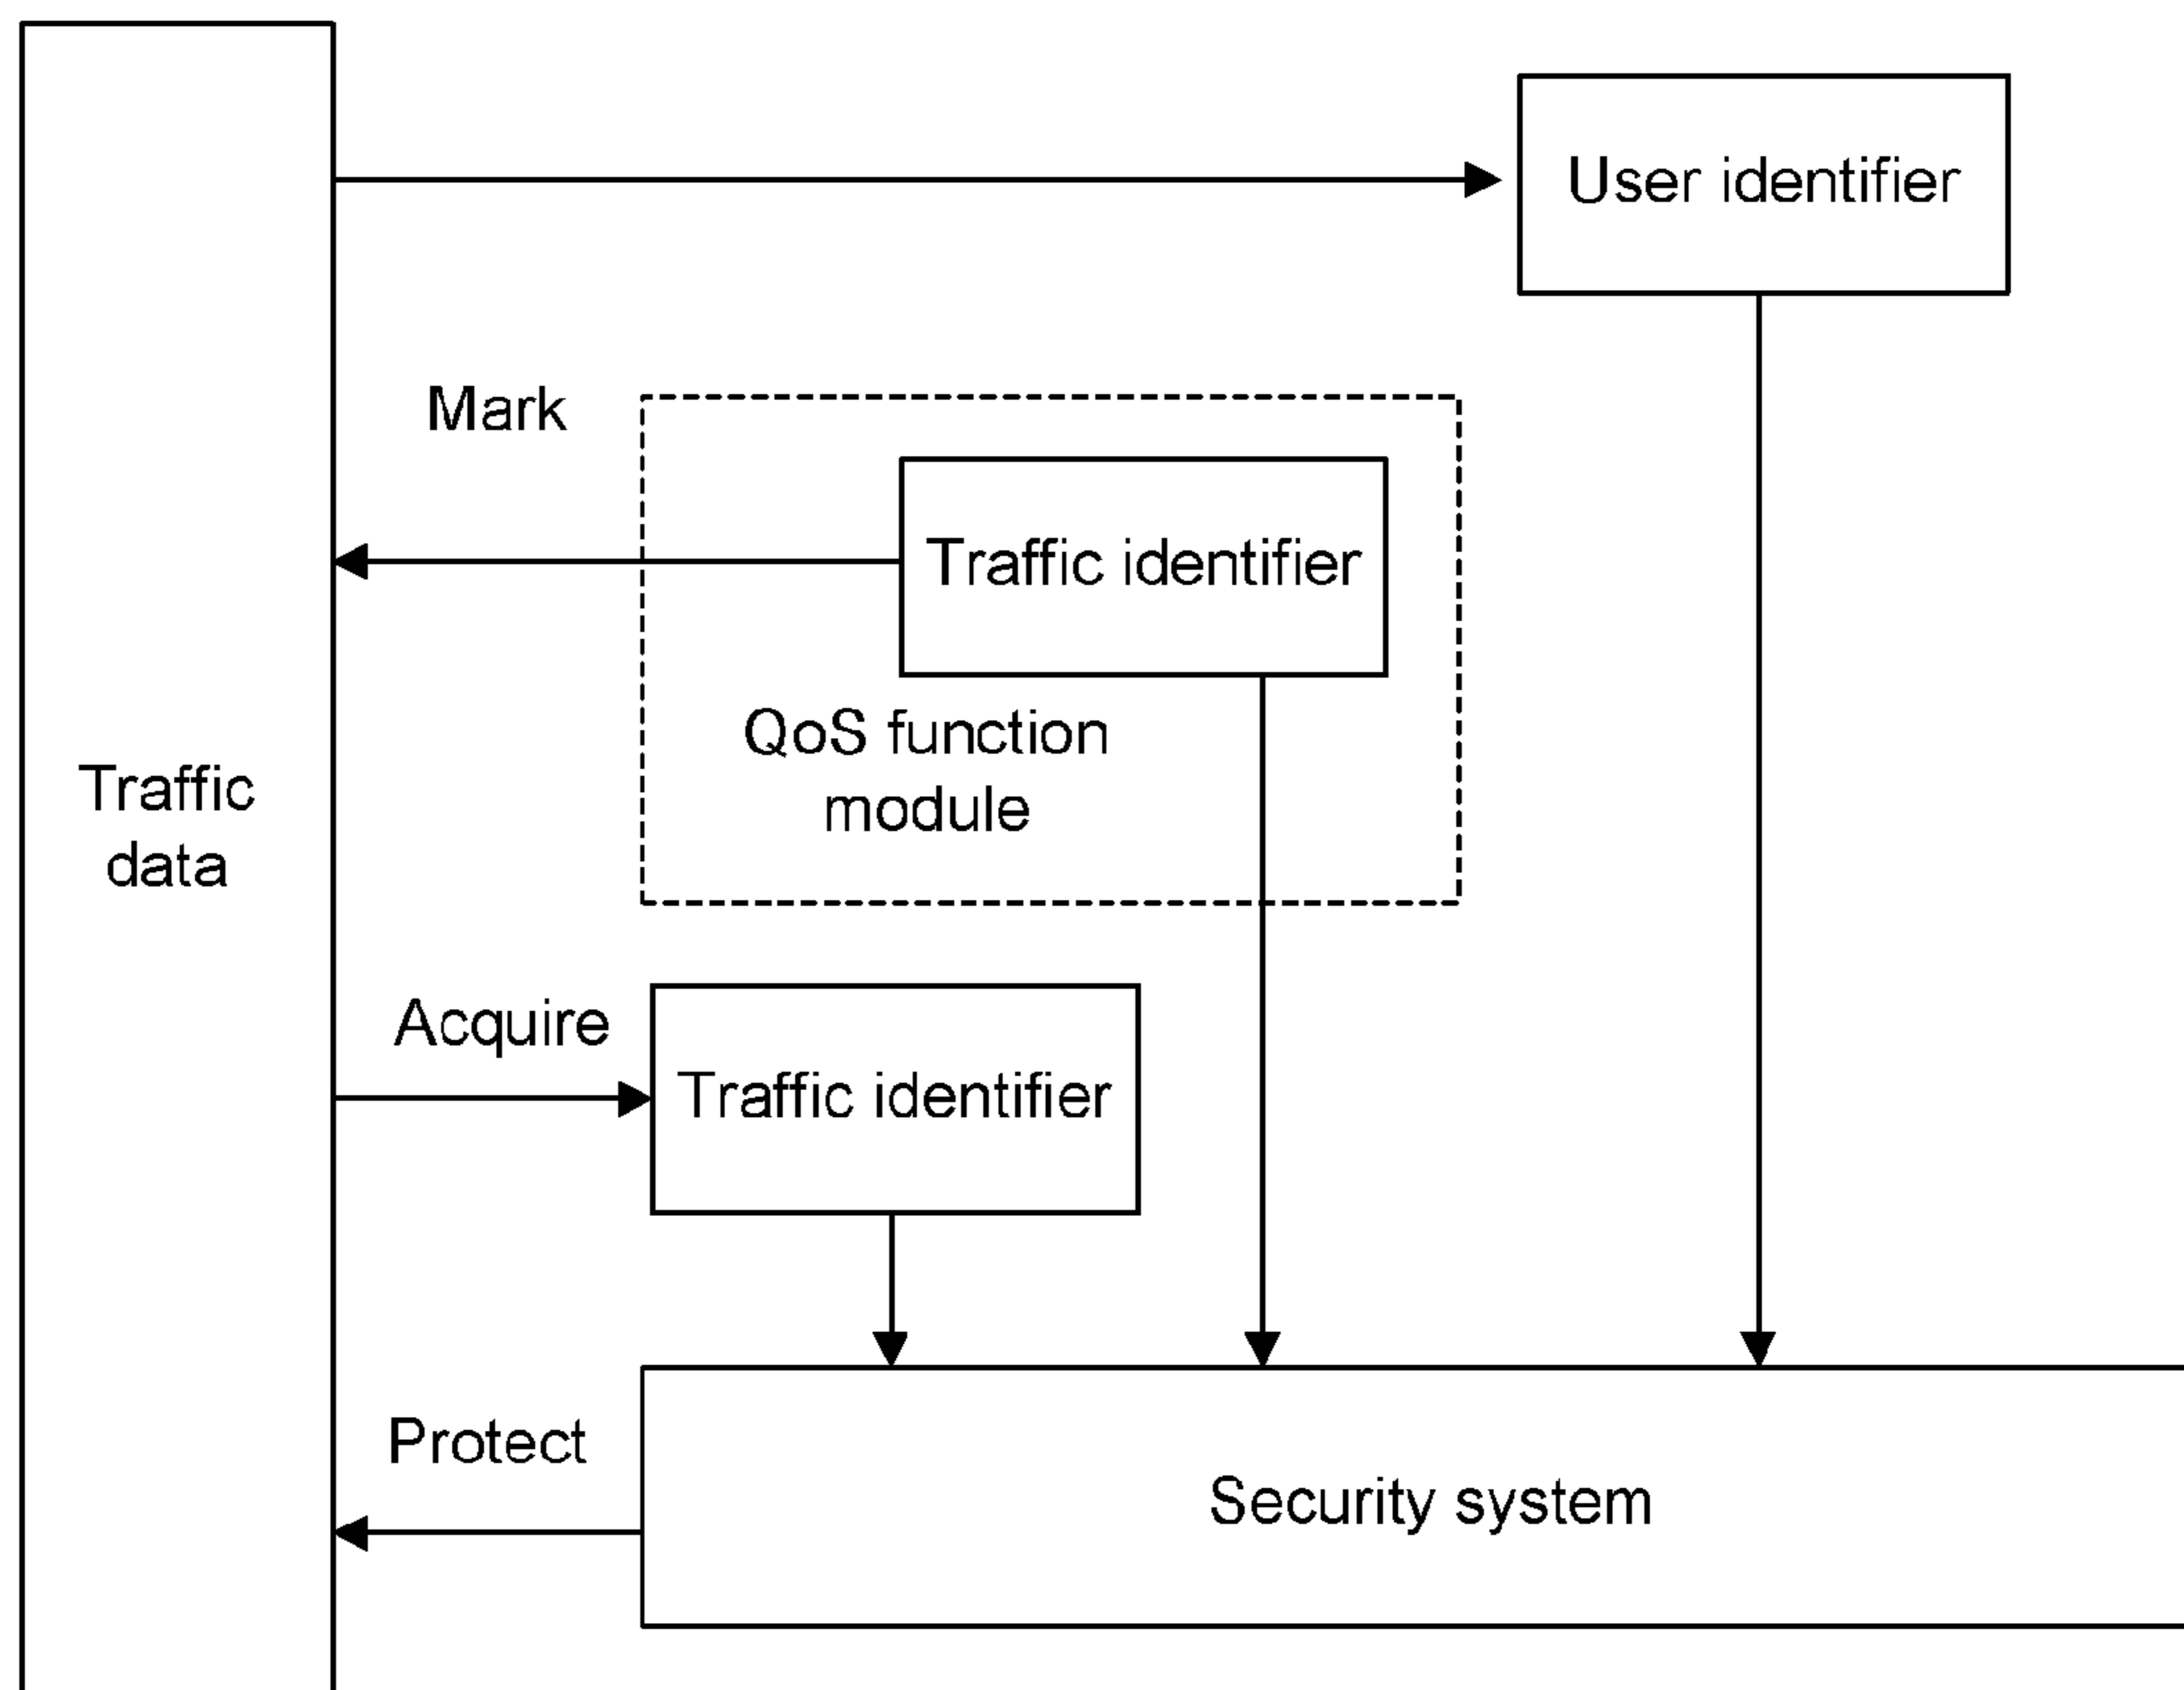 User identifier
Mark
Traffic identifier
QoS function
module
Traffic
data
Acquire
Traffic identifier
Protect
Security system